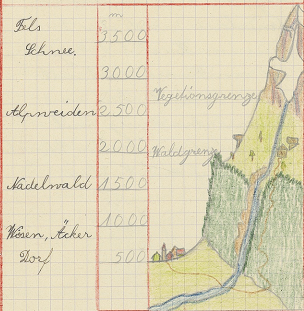 m
Fels
3500
Schnee.
3000
Vegetionsgrenze
Alpweiden 2500
2000
Waldgrenze
Nadelwald 1500
1000
Wiesen, Äcker
Dorf 500